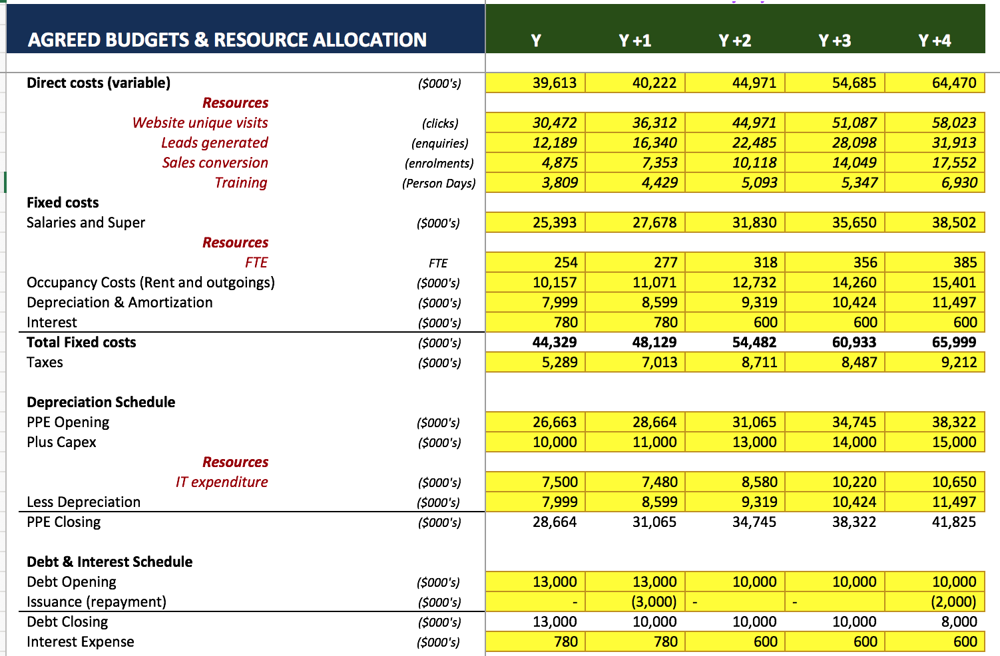 AGREED BUDGETS & RESOURCE ALLOCATION Y Y +1 Y +2 Y +3 Y +4
Direct costs (variable) ($000's) 39,613 40,222 44,971 54,685 64,470
Resources
Website unique visits (clicks) 30,472 36,312 44,971 51,087 58,023
Leads generated (enquiries) 12,189 16,340 22,485 28,098 31,913
Sales conversion (enrolments) 4,875 7,353 10,118 14,049 17,552
Training (Person Days) 3,809 4,429 5,093 5,347 6,930
Fixed costs
Salaries and Super ($000's) 25,393 27,678 31,830 35,650 38,502
Resources
FTE FTE 254 277 318 356 385
Occupancy Costs (Rent and outgoings) ($000's) 10,157 11,071 12,732 14,260 15,401
Depreciation & Amortization ($000's) 7,999 8,599 9,319 10,424 11,497
Interest ($000's) 780 780 600 600 600
Total Fixed costs ($000's) 44,329 48,129 54,482 60,933 65,999
Taxes ($000's) 5,289 7,013 8,711 8,487 9,212
Depreciation Schedule
PPE Opening ($000's) 26,663 28,664 31,065 34,745 38,322
Plus Capex ($000's) 10,000 11,000 13,000 14,000 15,000
Resources
IT expenditure ($000's) 7,500 7,480 8,580 10,220 10,650
Less Depreciation ($000's) 7,999 8,599 9,319 10,424 11,497
PPE Closing ($000's) 28,664 31,065 34,745 38,322 41,825
Debt & Interest Schedule
Debt Opening ($000's) 13,000 13,000 10,000 10,000 10,000
Issuance (repayment) ($000's) - (3,000) - - (2,000)
Debt Closing ($000's) 13,000 10,000 10,000 10,000 8,000
Interest Expense ($000's) 780 780 600 600 600